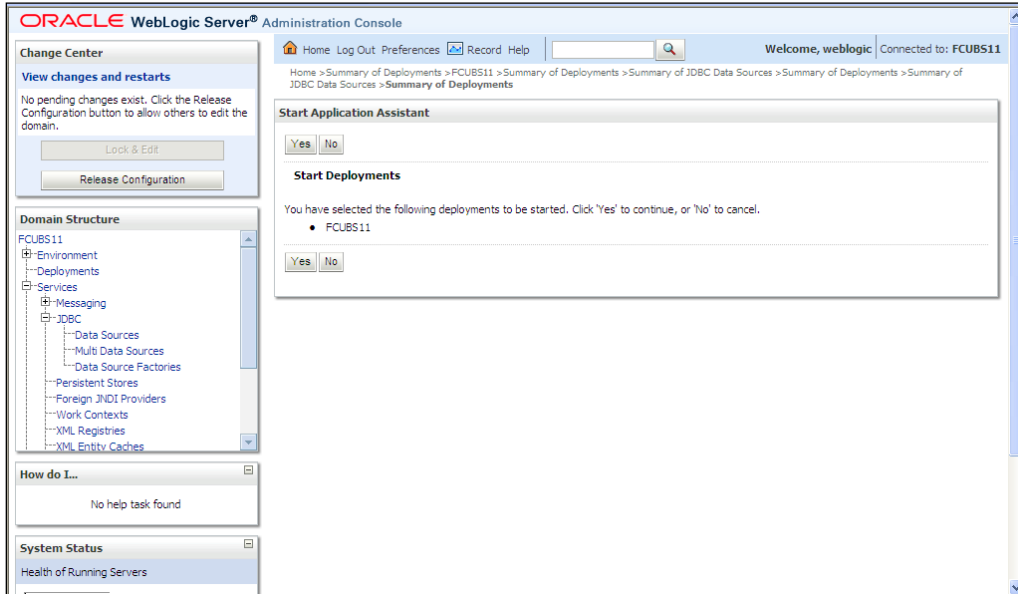 ORACLE WebLogic Server® Administration Console
Change Center
View changes and restarts
No pending changes exist. Click the Release
Configuration button to allow others to edit the
domain.
Lock & Edit
Release Configuration
Domain Structure
FCUBS11
Environment
Deployments
Services
Messaging
JDBC
Data Sources
Multi Data Sources
Data Source Factories
Persistent Stores
Foreign JNDI Providers
Work Contexts
XML Registries
XML Entity Caches
How do I...
No help task found
System Status
Health of Running Servers
Home Log Out Preferences Record Help
Welcome, weblogic Connected to: FCUBS11
Home >Summary of Deployments >FCUBS11 >Summary of Deployments >Summary of JDBC Data Sources >Summary of Deployments >Summary of
JDBC Data Sources >Summary of Deployments
Start Application Assistant
Yes No
Start Deployments
You have selected the following deployments to be started. Click 'Yes' to continue, or 'No' to cancel.
• FCUBS11
Yes No